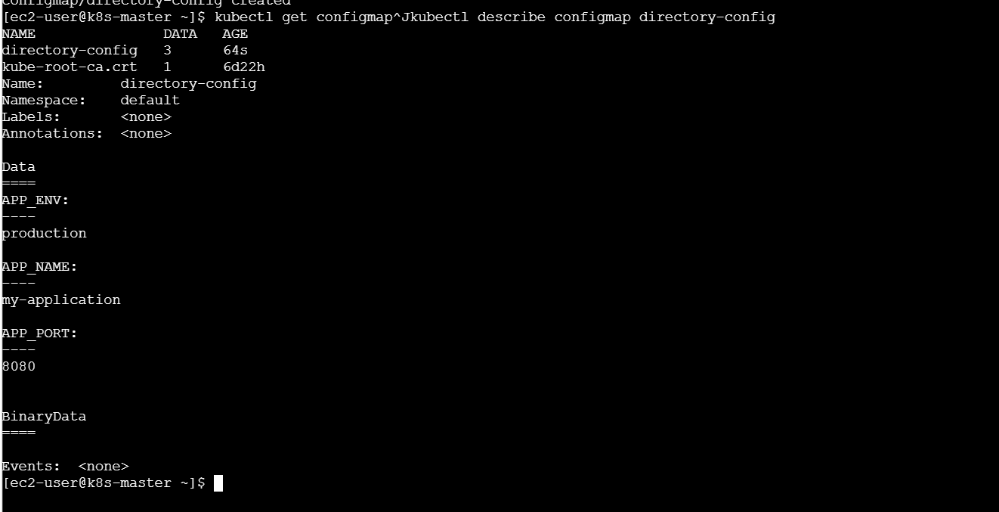 configmap/directory-config created
[ec2-user@k8s-master ~]$ kubectl get configmap^Jkubectl describe configmap directory-config
NAME               DATA   AGE
directory-config   3      64s
kube-root-ca.crt   1      6d22h
Name:         directory-config
Namespace:    default
Labels:       <none>
Annotations:  <none>

Data
====
APP_ENV:
----
production

APP_NAME:
----
my-application

APP_PORT:
----
8080


BinaryData
====

Events:  <none>
[ec2-user@k8s-master ~]$